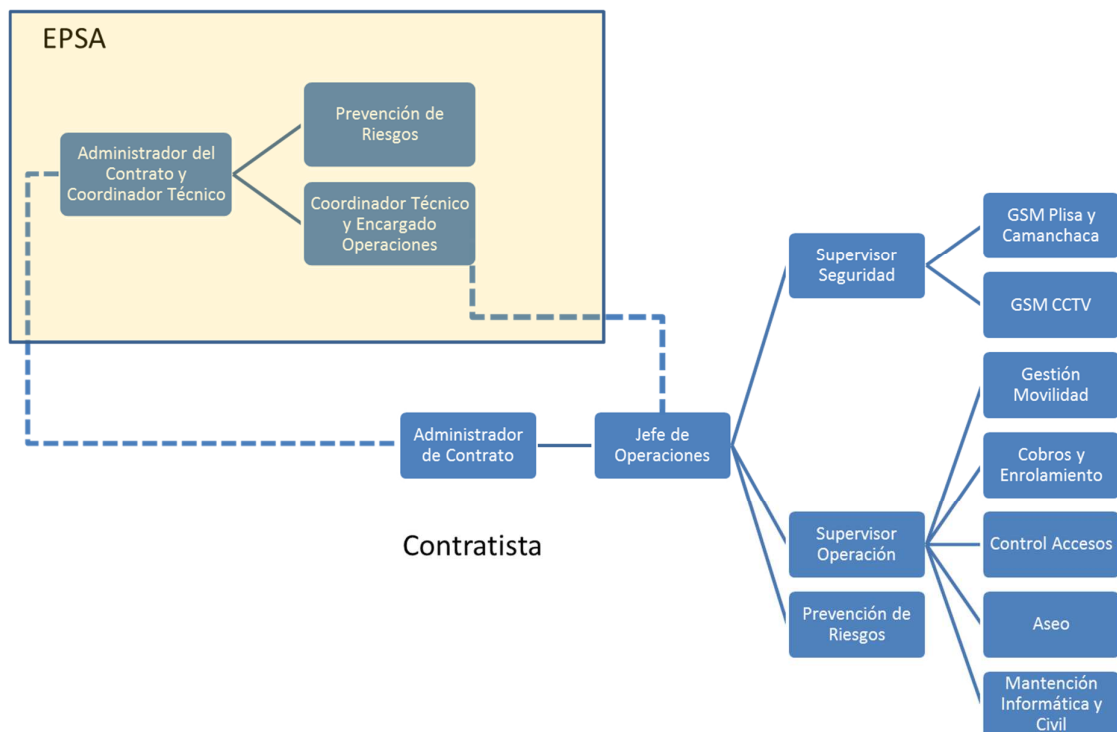 EPSA
Administrador del
Contrato y
Coordinador Técnico
Prevención de
Riesgos
Coordinador Técnico
y Encargado
Operaciones
Administrador
de Contrato
Jefe de
Operaciones
Contratista
Supervisor
Seguridad
GSM Plisa y
Camanchaca
GSM CCTV
Supervisor
Operación
Gestión
Movilidad
Cobros y
Enrolamiento
Control Accesos
Aseo
Mantención
Informática y
Civil
Prevención de
Riesgos